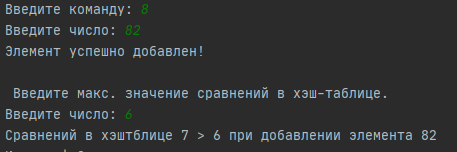 Введите команду: 8
Введите число: 82
Элемент успешно добавлен!
Введите макс. значение сравнений в хэш-таблице.
Введите число: 6
Сравнений в хэштблице 7 > 6 при добавлении элемента 82